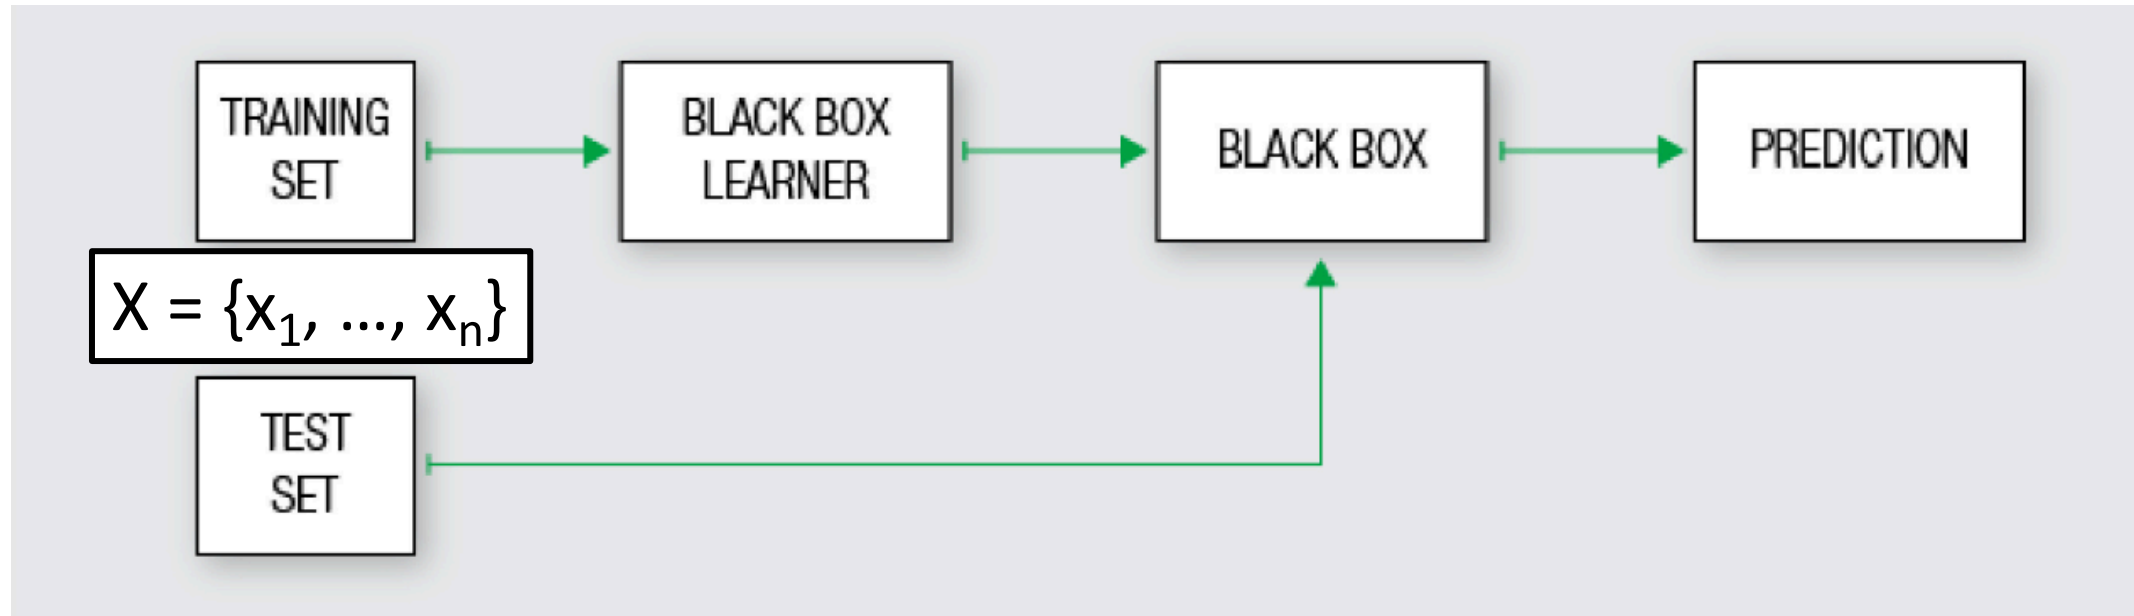 TRAINING
SET
BLACK BOX
LEARNER
BLACK BOX
PREDICTION
X = {x₁, ..., xₙ}
TEST
SET